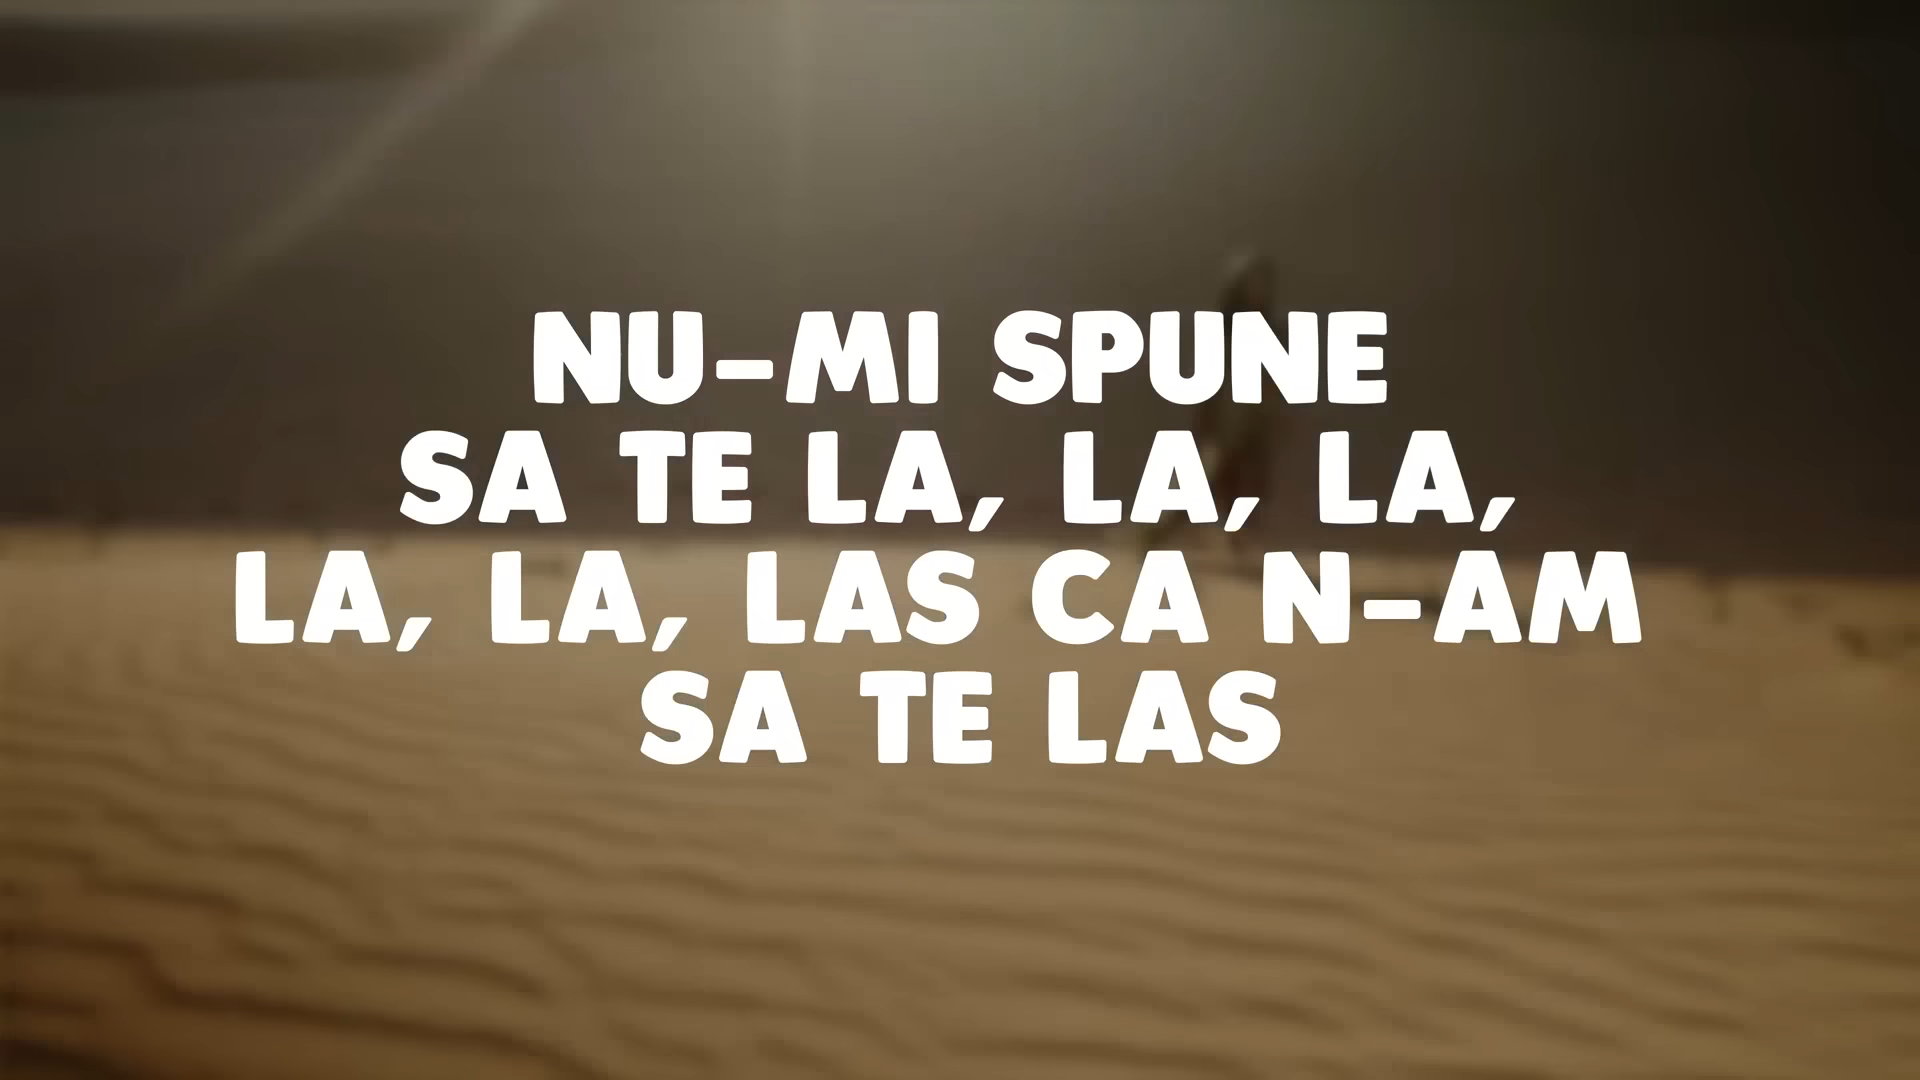 NU-MI SPUNE
SA TE LA, LA, LA,
LA, LA, LAS CA N-AM
SA TE LAS